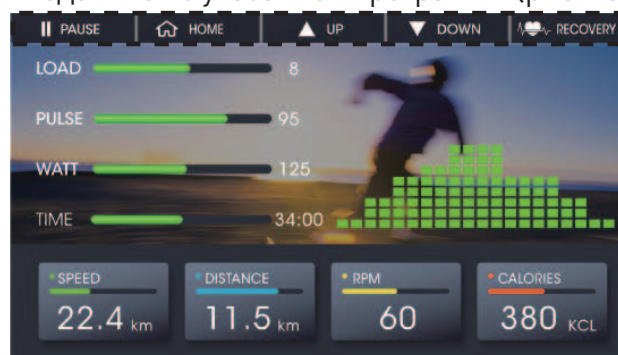 PAUSE HOME UP DOWN RECOVERY
LOAD 8
PULSE 95
WATT 125
TIME 34:00
SPEED DISTANCE RPM CALORIES
22.4 km 11.5 km 60 380 KCL